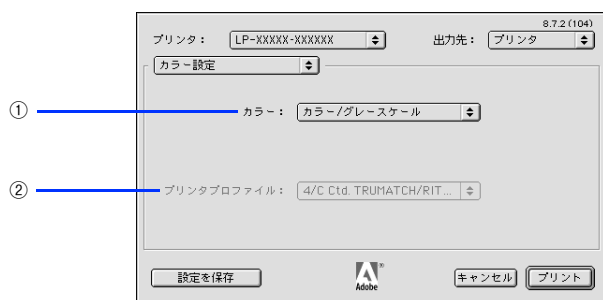 8.7.2 (104)
プリンタ： LP-XXXXX-XXXXXX 出力先： プリンタ
カラー設定
① カラー： カラー/グレースケール
② プリンタプロファイル： 4/C Ctd. TRUMATCH/RIT...
設定を保存 Adobe ® キャンセル プリント